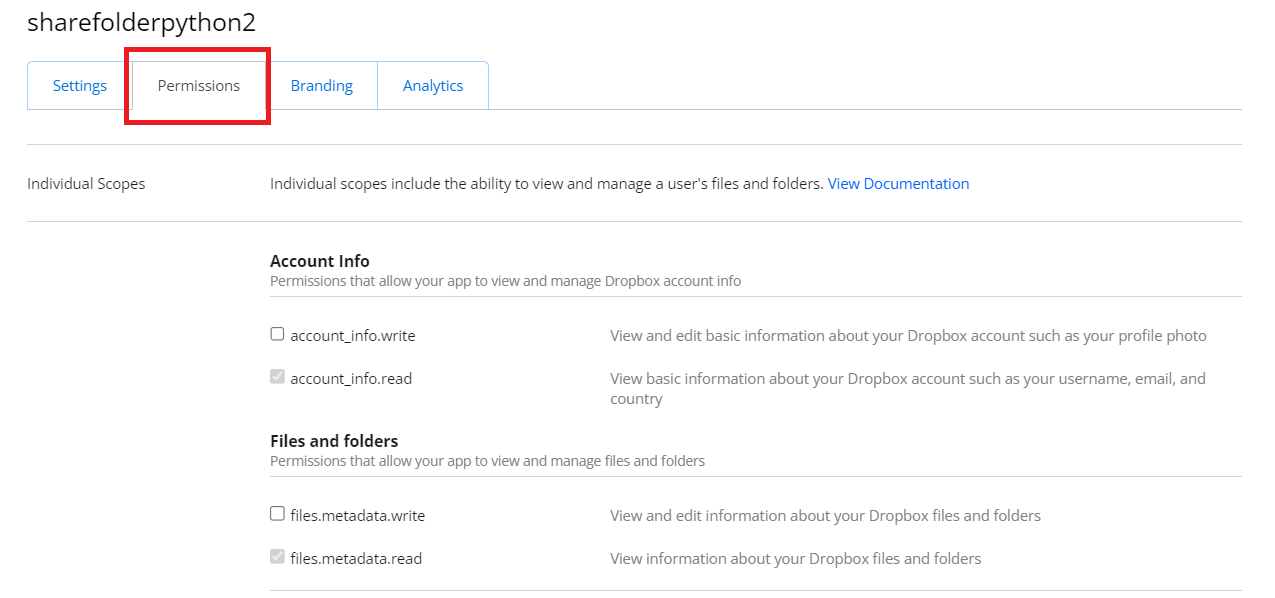 sharefolderpython2
Settings
Permissions
Branding
Analytics
Individual Scopes
Individual scopes include the ability to view and manage a user's files and folders. View Documentation
Account Info
Permissions that allow your app to view and manage Dropbox account info
account_info.write
View and edit basic information about your Dropbox account such as your profile photo
account_info.read
View basic information about your Dropbox account such as your username, email, and
country
Files and folders
Permissions that allow your app to view and manage files and folders
files.metadata.write
View and edit information about your Dropbox files and folders
files.metadata.read
View information about your Dropbox files and folders